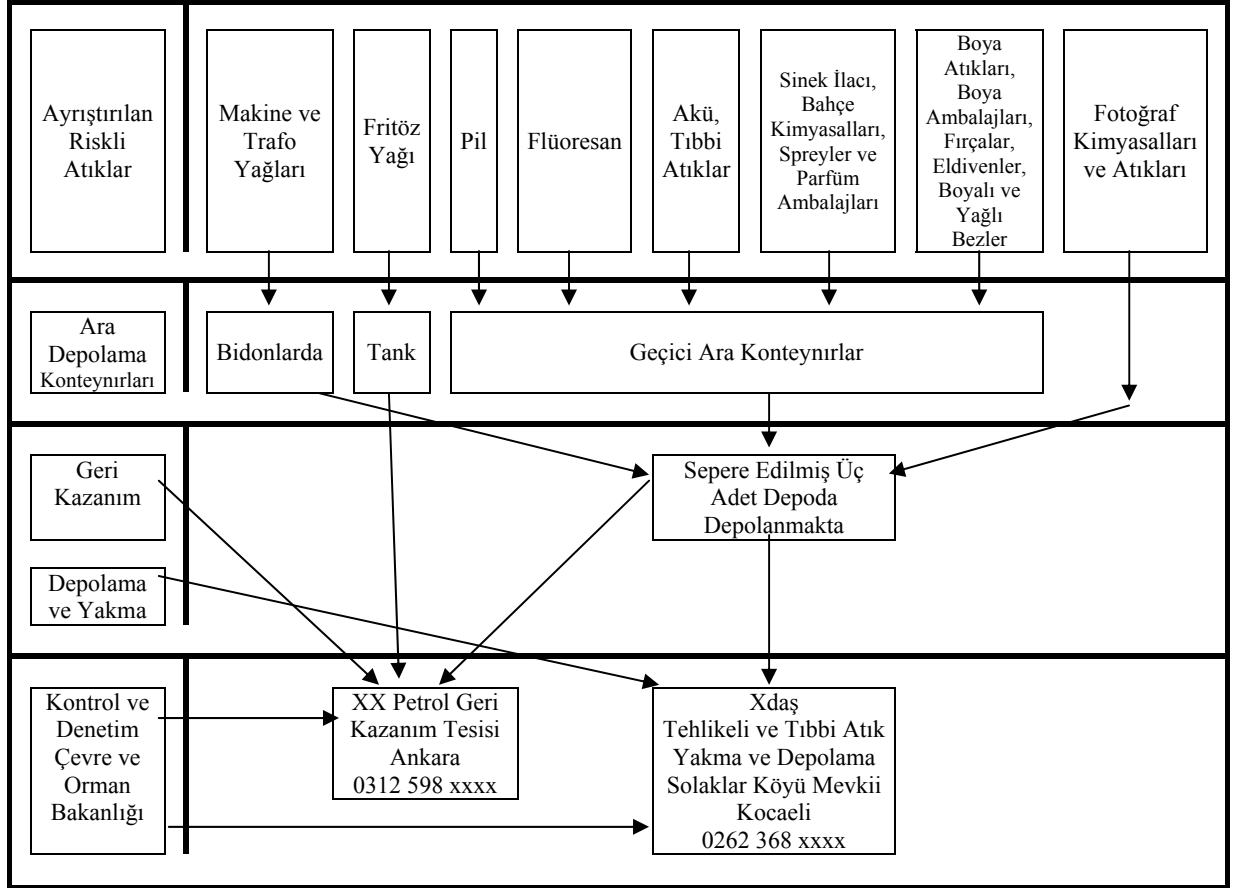 Ayrıştırılan
Riskli
Atıklar
Makine ve
Trafo
Yağları
Fritöz
Yağı
Pil
Flüoresan
Akü,
Tıbbi
Atıklar
Sinek İlacı,
Bahçe
Kimyasalları,
Spreyler ve
Parfüm
Ambalajları
Boya
Atıkları,
Boya
Ambalajları,
Fırçalar,
Eldivenler,
Boyalı ve
Yağlı
Bezler
Fotoğraf
Kimyasalları
ve Atıkları
Ara
Depolama
Konteynırları
Bidonlarda
Tank
Geçici Ara Konteynırlar
Geri
Kazanım
Sepere Edilmiş Üç
Adet Depoda
Depolanmakta
Depolama
ve Yakma
Kontrol ve
Denetim
Çevre ve
Orman
Bakanlığı
XX Petrol Geri
Kazanım Tesisi
Ankara
0312 598 xxxx
Xdaş
Tehlikeli ve Tıbbi Atık
Yakma ve Depolama
Solaklar Köyü Mevkii
Kocaeli
0262 368 xxxx